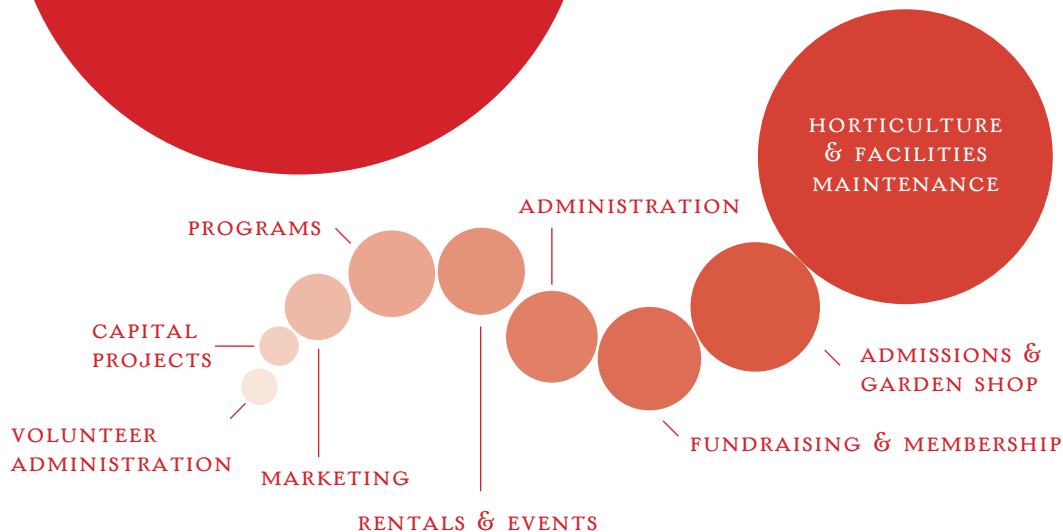 HORTICULTURE
& FACILITIES
MAINTENANCE
ADMINISTRATION
PROGRAMS
CAPITAL
PROJECTS
ADMISSIONS &
GARDEN SHOP
VOLUNTEER
ADMINISTRATION
FUNDRAISING & MEMBERSHIP
MARKETING
RENTALS & EVENTS